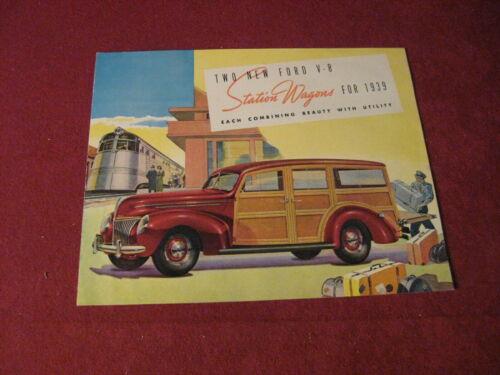 TWO NEW FORD V-8
Station Wagons FOR 1939
EACH COMBINING BEAUTY WITH UTILITY